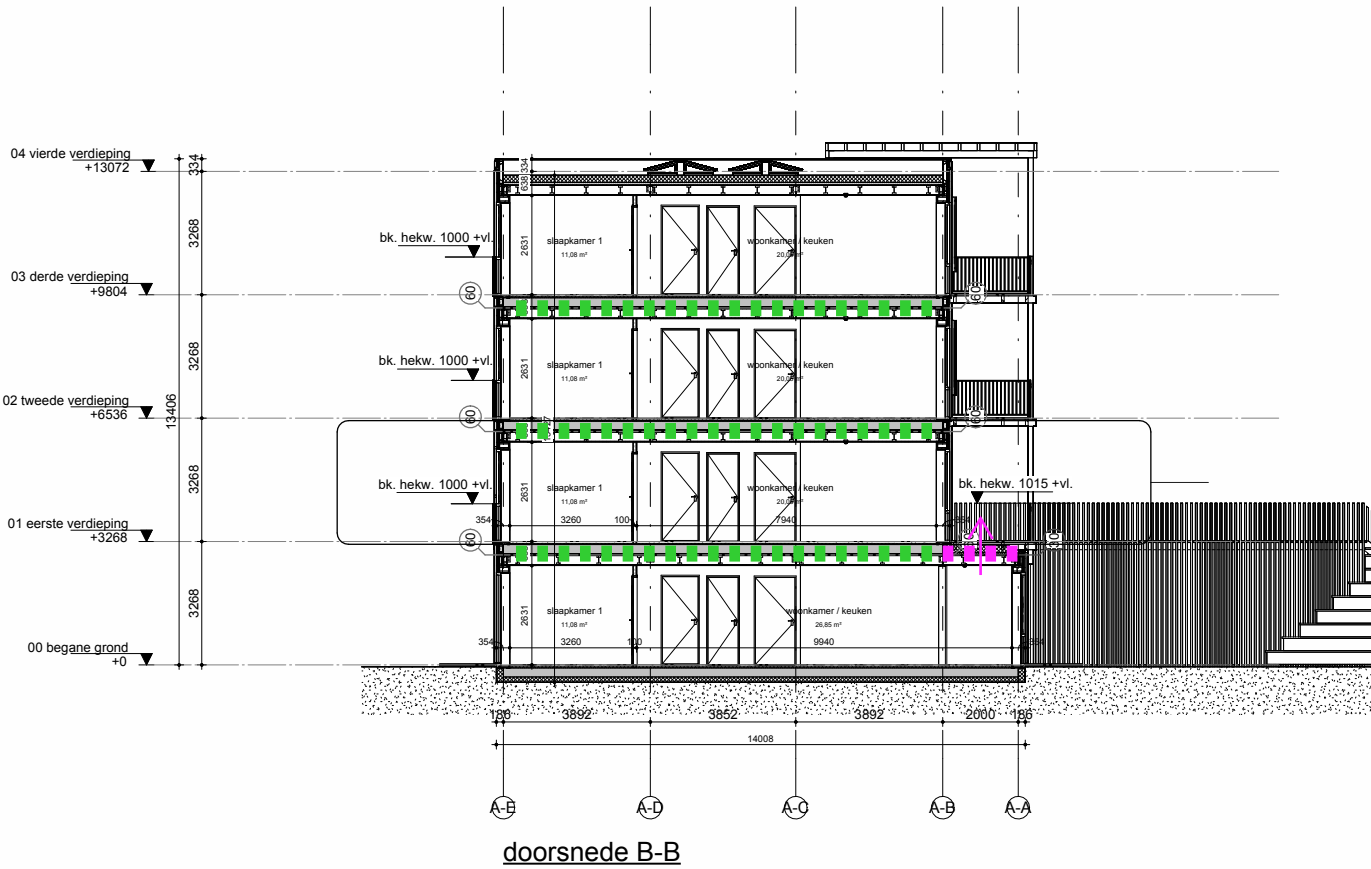 04 vierde verdieping
+13072
334
334
638
bk. hekw. 1000 +vl.
3268
2631
slaapkamer 1
11,08 m²
woonkamer / keuken
03 derde verdieping
+9804
60
60
bk. hekw. 1000 +vl.
3268
2631
slaapkamer 1
11,08 m²
woonkamer / keuken
02 tweede verdieping
+6536
13406
60
60
bk. hekw. 1000 +vl.
3268
2631
slaapkamer 1
11,08 m²
woonkamer / keuken
bk. hekw. 1015 +vl.
354
3260
100
7940
01 eerste verdieping
+3268
60
3268
2631
slaapkamer 1
11,08 m²
woonkamer / keuken
26,85 m²
354
3260
100
9940
364
00 begane grond
+0
186
3892
3852
3892
2000
186
14008
A-E
A-D
A-C
A-B
A-A
doorsnede B-B